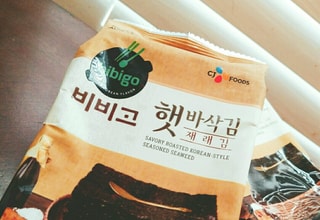 bibigo
CJ FOODS
비비고 햇바삭김
재래김
SAVORY ROASTED KOREAN-STYLE
SEASONED SEAWEED